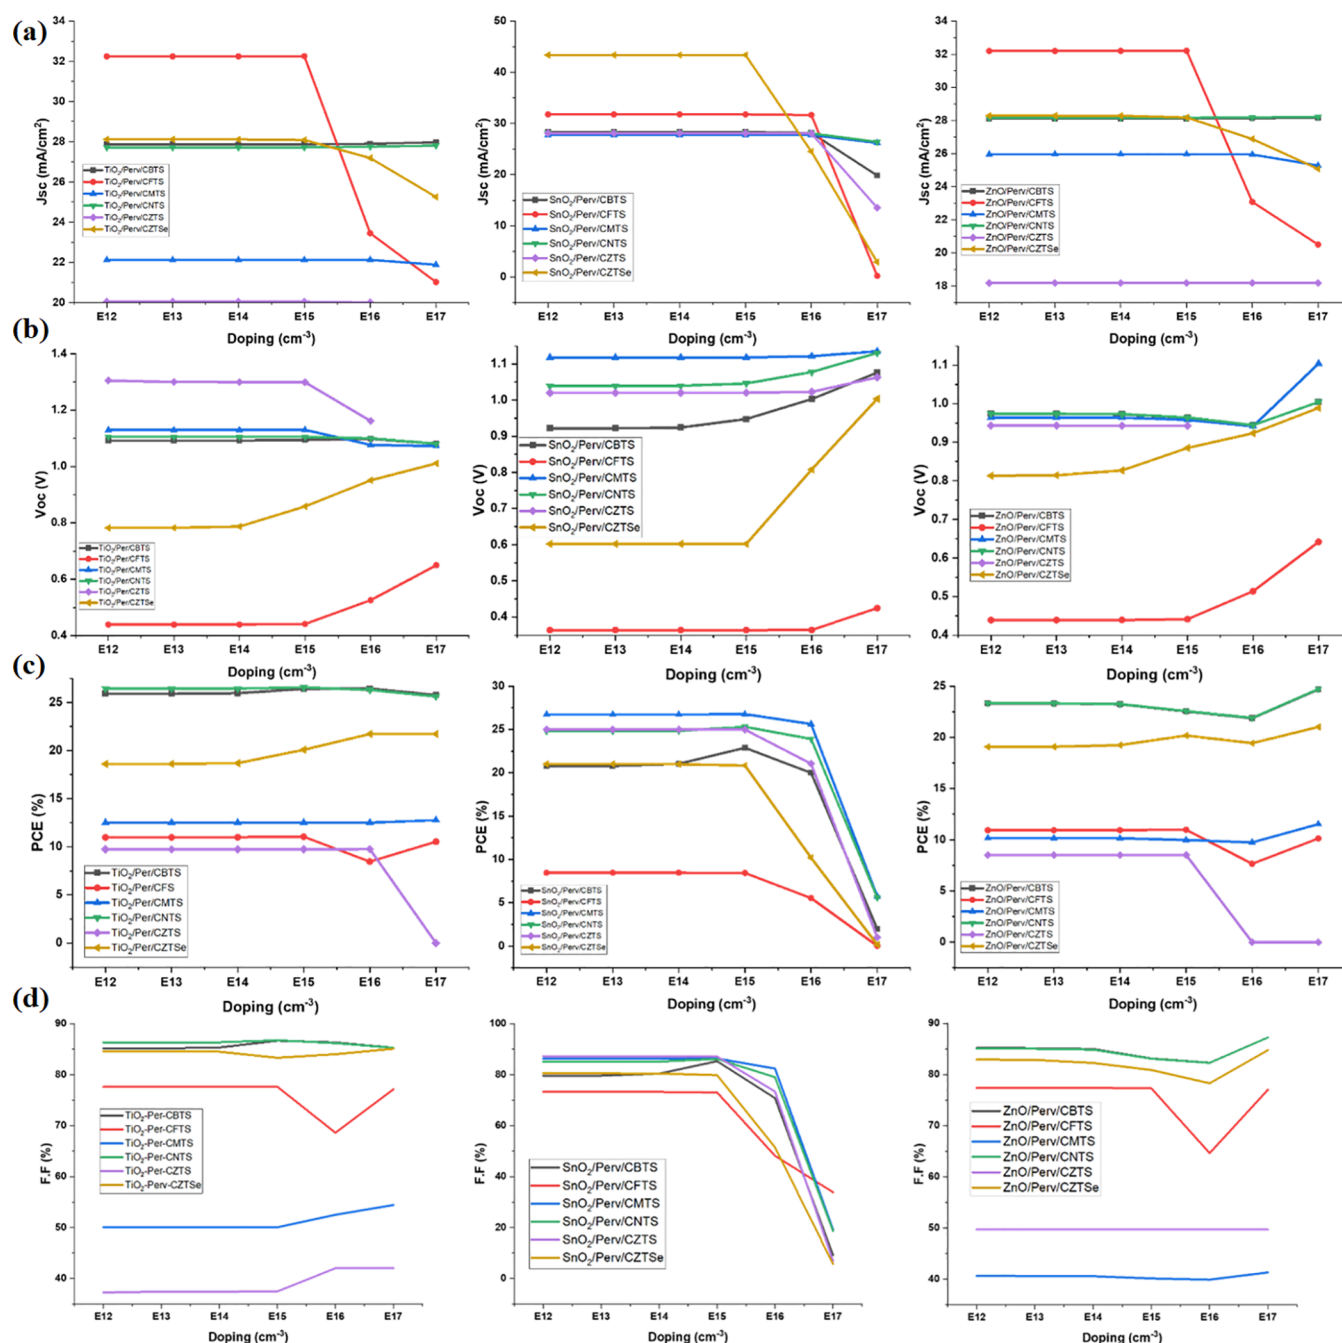 (a)
34
32
30
28
26
24
22
20
Jsc (mA/cm²)
TiO₂/Perv/CBTS
TiO₂/Perv/CFTS
TiO₂/Perv/CMTS
TiO₂/Perv/CNTS
TiO₂/Perv/CZTS
TiO₂/Perv/CZTSe
E12 E13 E14 E15 E16 E17
Doping (cm⁻³)
50
40
30
20
10
0
Jsc (mA/cm²)
SnO₂/Perv/CBTS
SnO₂/Perv/CFTS
SnO₂/Perv/CMTS
SnO₂/Perv/CNTS
SnO₂/Perv/CZTS
SnO₂/Perv/CZTSe
E12 E13 E14 E15 E16 E17
Doping (cm⁻³)
34
32
30
28
26
24
22
20
18
Jsc (mA/cm²)
ZnO/Perv/CBTS
ZnO/Perv/CFTS
ZnO/Perv/CMTS
ZnO/Perv/CNTS
ZnO/Perv/CZTS
ZnO/Perv/CZTSe
E12 E13 E14 E15 E16 E17
Doping (cm⁻³)
(b)
1.4
1.2
1.0
0.8
0.6
0.4
Voc (V)
TiO₂/Per/CBTS
TiO₂/Per/CFTS
TiO₂/Per/CMTS
TiO₂/Per/CNTS
TiO₂/Per/CZTS
TiO₂/Per/CZTSe
E12 E13 E14 E15 E16 E17
Doping (cm⁻³)
1.1
1.0
0.9
0.8
0.7
0.6
0.5
0.4
Voc (V)
SnO₂/Perv/CBTS
SnO₂/Perv/CFTS
SnO₂/Perv/CMTS
SnO₂/Perv/CNTS
SnO₂/Perv/CZTS
SnO₂/Perv/CZTSe
E12 E13 E14 E15 E16 E17
Doping (cm⁻³)
1.1
1.0
0.9
0.8
0.7
0.6
0.5
0.4
Voc (V)
ZnO/Perv/CBTS
ZnO/Perv/CFTS
ZnO/Perv/CMTS
ZnO/Perv/CNTS
ZnO/Perv/CZTS
ZnO/Perv/CZTSe
E12 E13 E14 E15 E16 E17
Doping (cm⁻³)
(c)
25
20
15
10
5
0
PCE (%)
TiO₂/Per/CBTS
TiO₂/Per/CFS
TiO₂/Per/CMTS
TiO₂/Per/CNTS
TiO₂/Per/CZTS
TiO₂/Per/CZTSe
E12 E13 E14 E15 E16 E17
Doping (cm⁻³)
30
25
20
15
10
5
0
PCE (%)
SnO₂/Perv/CBTS
SnO₂/Perv/CFTS
SnO₂/Perv/CMTS
SnO₂/Perv/CNTS
SnO₂/Perv/CZTS
SnO₂/Perv/CZTSe
E12 E13 E14 E15 E16 E17
Doping (cm⁻³)
25
20
15
10
5
0
PCE (%)
ZnO/Perv/CBTS
ZnO/Perv/CFTS
ZnO/Perv/CMTS
ZnO/Perv/CNTS
ZnO/Perv/CZTS
ZnO/Perv/CZTSe
E12 E13 E14 E15 E16 E17
Doping (cm⁻³)
(d)
90
80
70
60
50
40
F.F (%)
TiO₂-Per-CBTS
TiO₂-Per-CFTS
TiO₂-Per-CMTS
TiO₂-Per-CNTS
TiO₂-Per-CZTS
TiO₂-Perv-CZTSe
E12 E13 E14 E15 E16 E17
Doping (cm⁻³)
100
80
60
40
20
0
F.F (%)
SnO₂/Perv/CBTS
SnO₂/Perv/CFTS
SnO₂/Perv/CMTS
SnO₂/Perv/CNTS
SnO₂/Perv/CZTS
SnO₂/Perv/CZTSe
E12 E13 E14 E15 E16 E17
Doping (cm⁻³)
90
80
70
60
50
40
F.F (%)
ZnO/Perv/CBTS
ZnO/Perv/CFTS
ZnO/Perv/CMTS
ZnO/Perv/CNTS
ZnO/Perv/CZTS
ZnO/Perv/CZTSe
E12 E13 E14 E15 E16 E17
Doping (cm⁻³)